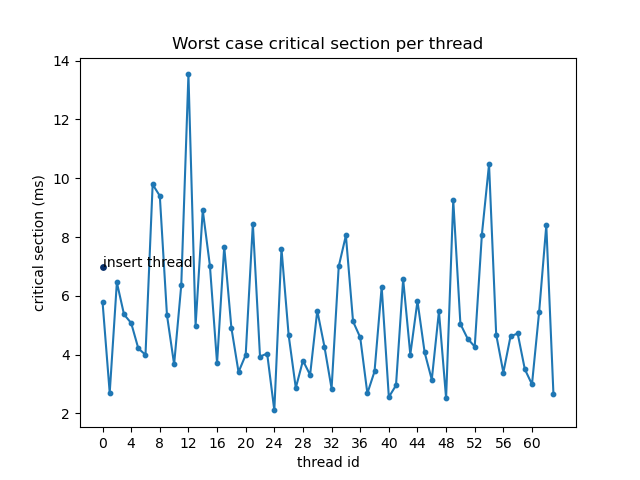 Worst case critical section per thread
14
12
10
8
6
4
2
critical section (ms)
insert thread
0 4 8 12 16 20 24 28 32 36 40 44 48 52 56 60
thread id